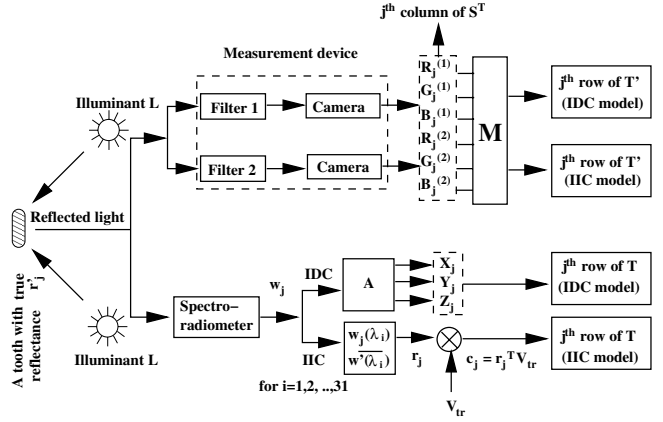 jᵗʰ column of Sᵀ
Measurement device
Illuminant L
Filter 1
Camera
Filter 2
Camera
Rⱼ⁽¹⁾
Gⱼ⁽¹⁾
Bⱼ⁽¹⁾
Rⱼ⁽²⁾
Gⱼ⁽²⁾
Bⱼ⁽²⁾
M
jᵗʰ row of T'
(IDC model)
jᵗʰ row of T'
(IIC model)
Reflected light
A tooth with true
reflectance
r'ⱼ
Illuminant L
Spectro-
radiometer
wⱼ
IDC
A
Xⱼ
Yⱼ
Zⱼ
jᵗʰ row of T
(IDC model)
IIC
wⱼ(λᵢ)
w'(λᵢ)
for i=1,2, ..,31
rⱼ
cⱼ = rⱼᵀVₜᵣ
Vₜᵣ
jᵗʰ row of T
(IIC model)